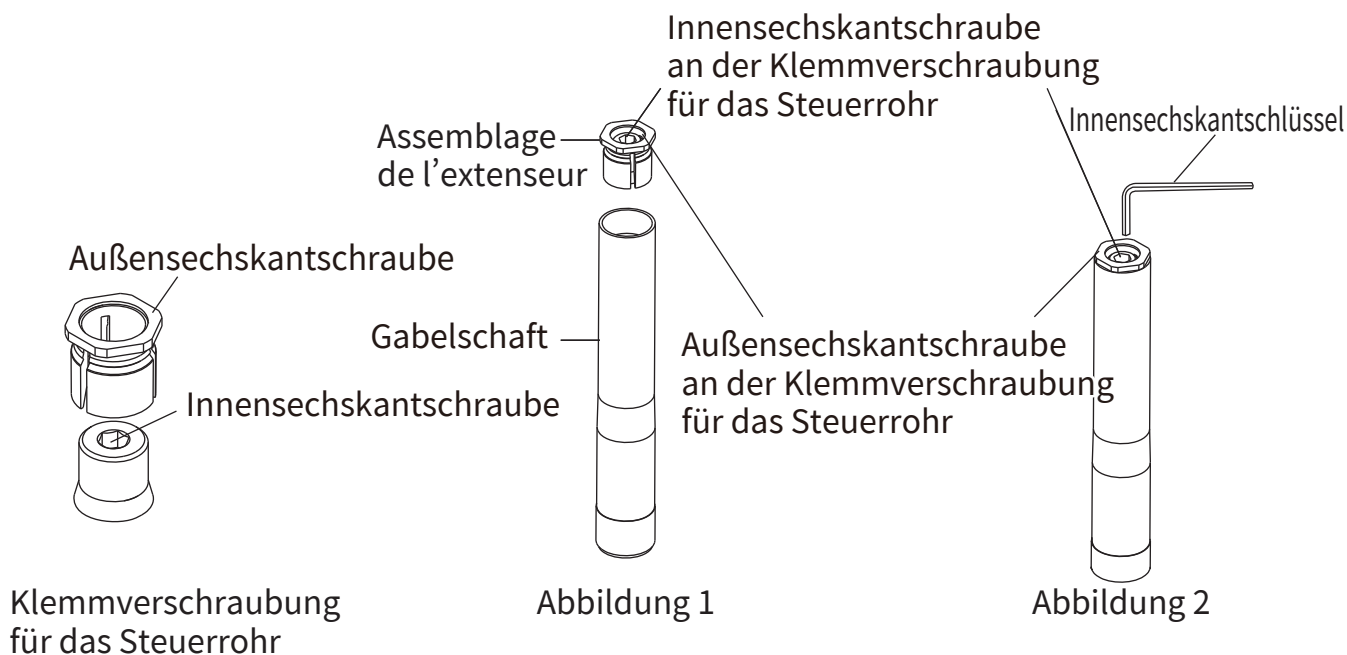 Innensechskantschraube
an der Klemmverschraubung
für das Steuerrohr
Innensechskantschlüssel
Assemblage
de l’extenseur
Außensechskantschraube
Gabelschaft
Außensechskantschraube
an der Klemmverschraubung
für das Steuerrohr
Innensechskantschraube
Klemmverschraubung
für das Steuerrohr
Abbildung 1
Abbildung 2